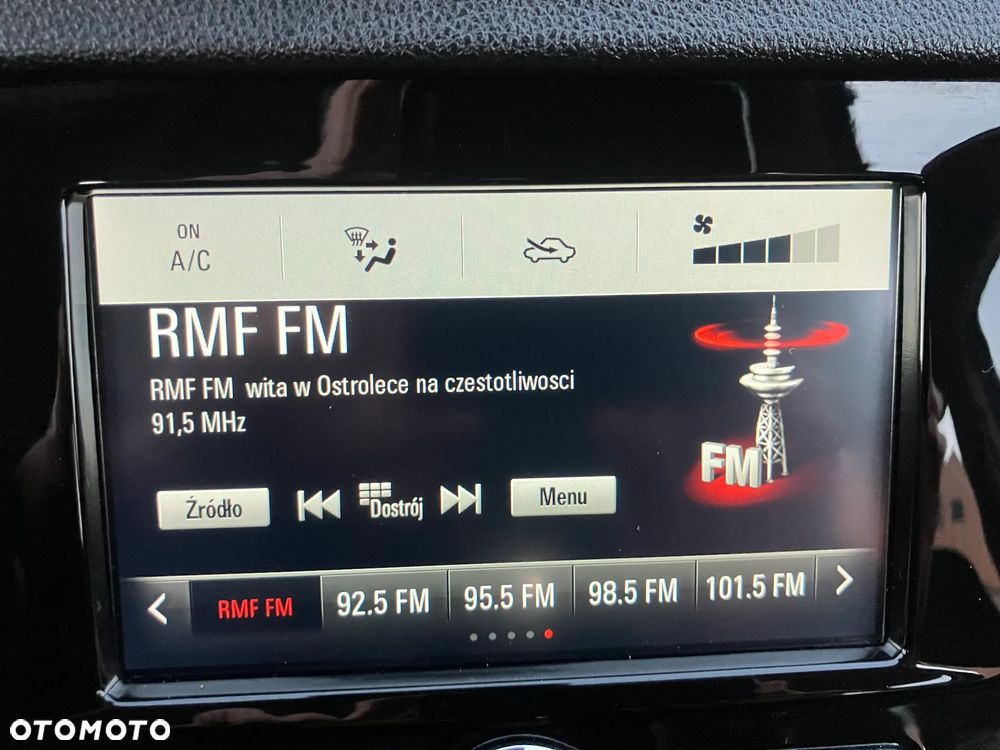 ON
A/C
RMF FM
RMF FM wita w Ostrolece na czestotliwosci
91,5 MHz
FM
Źródło
Dostrój
Menu
RMF FM
92.5 FM
95.5 FM
98.5 FM
101.5 FM
OTOMOTO